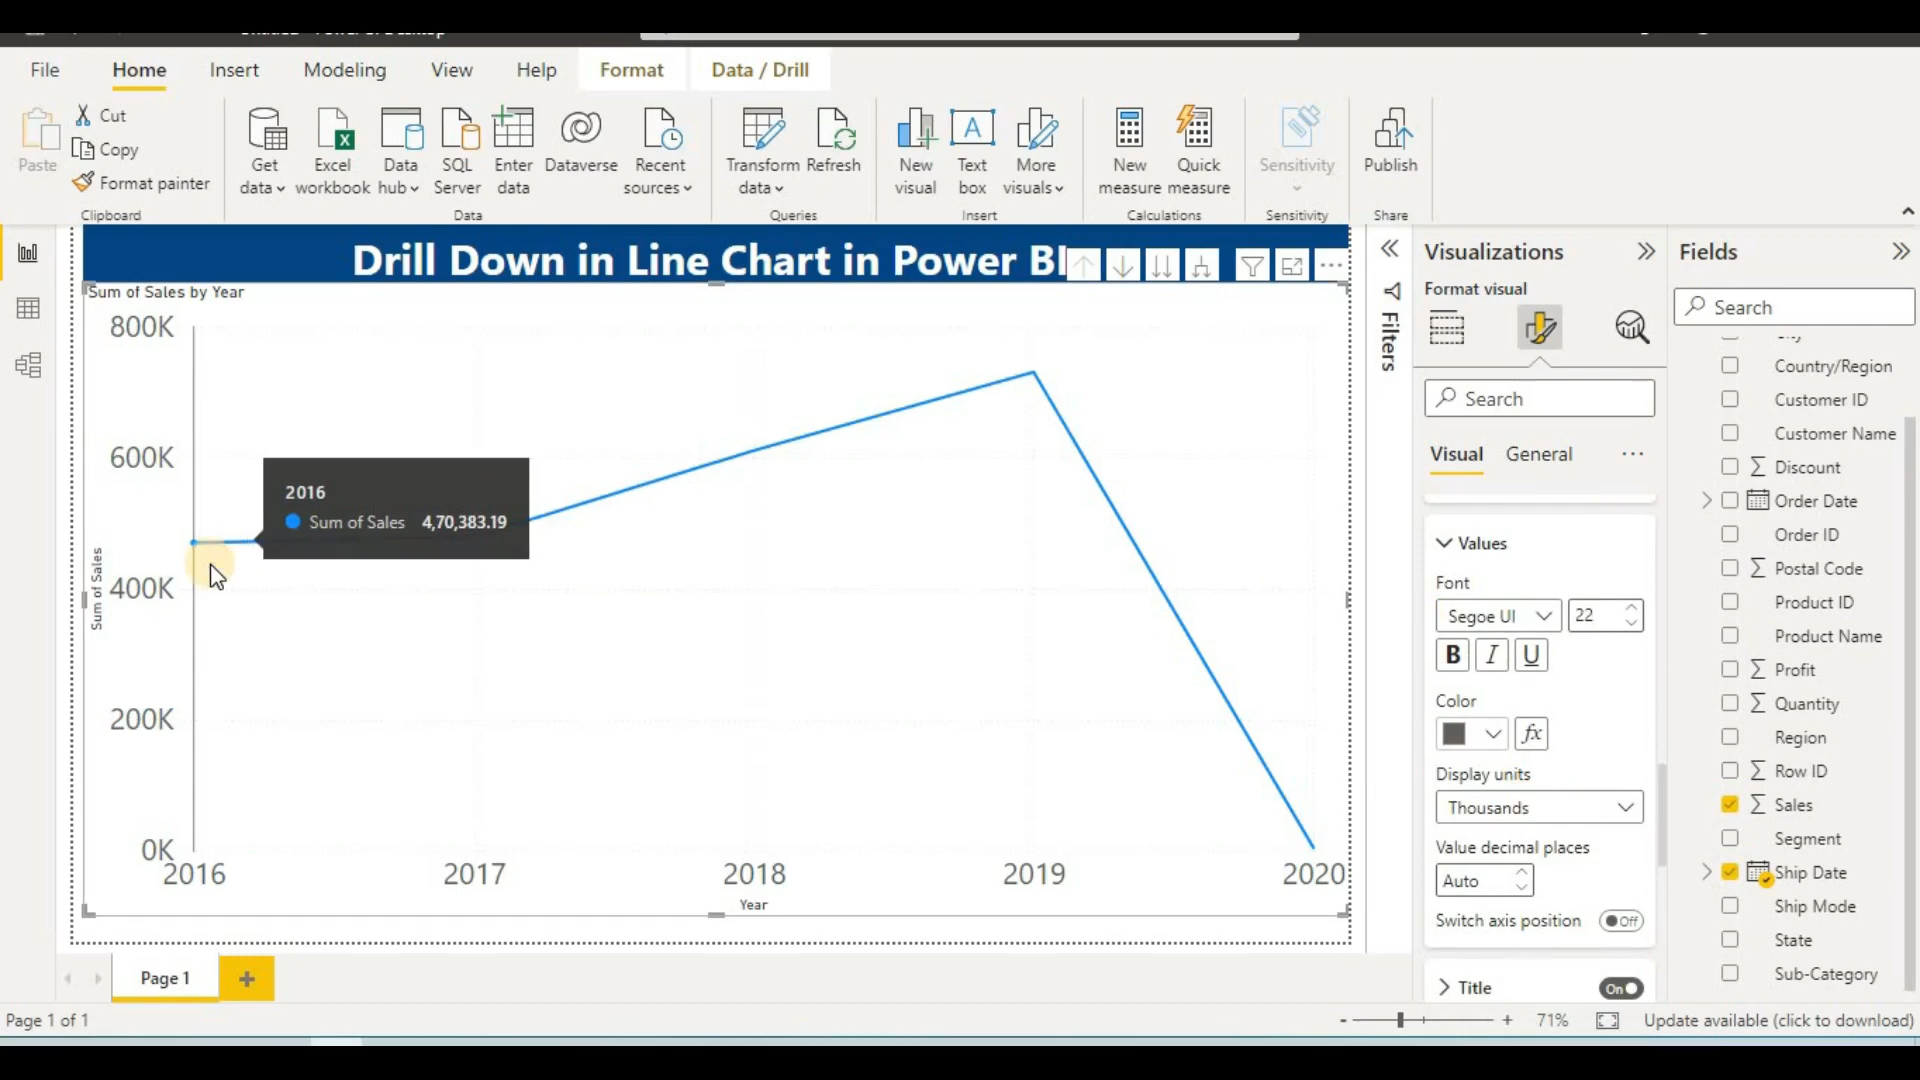 File Home Insert Modeling View Help Format Data / Drill
Paste
Cut
Copy
Format painter
Clipboard
Get data
Excel workbook
Data hub
SQL Server
Enter data
Dataverse
Recent sources
Data
Transform data
Refresh
Queries
New visual
Text box
More visuals
Insert
New measure
Quick measure
Calculations
Sensitivity
Sensitivity
Publish
Share
Drill Down in Line Chart in Power BI
Sum of Sales by Year
800K
600K
400K
200K
0K
Sum of Sales
2016
Sum of Sales 4,70,383.19
2016 2017 2018 2019 2020
Year
Filters
Visualizations
Format visual
Search
Visual General
Values
Font
Segoe UI 22
B I U
Color
fx
Display units
Thousands
Value decimal places
Auto
Switch axis position Off
Title On
Fields
Search
Country/Region
Customer ID
Customer Name
Discount
Order Date
Order ID
Postal Code
Product ID
Product Name
Profit
Quantity
Region
Row ID
Sales
Segment
Ship Date
Ship Mode
State
Sub-Category
Page 1
Page 1 of 1
71%
Update available (click to download)